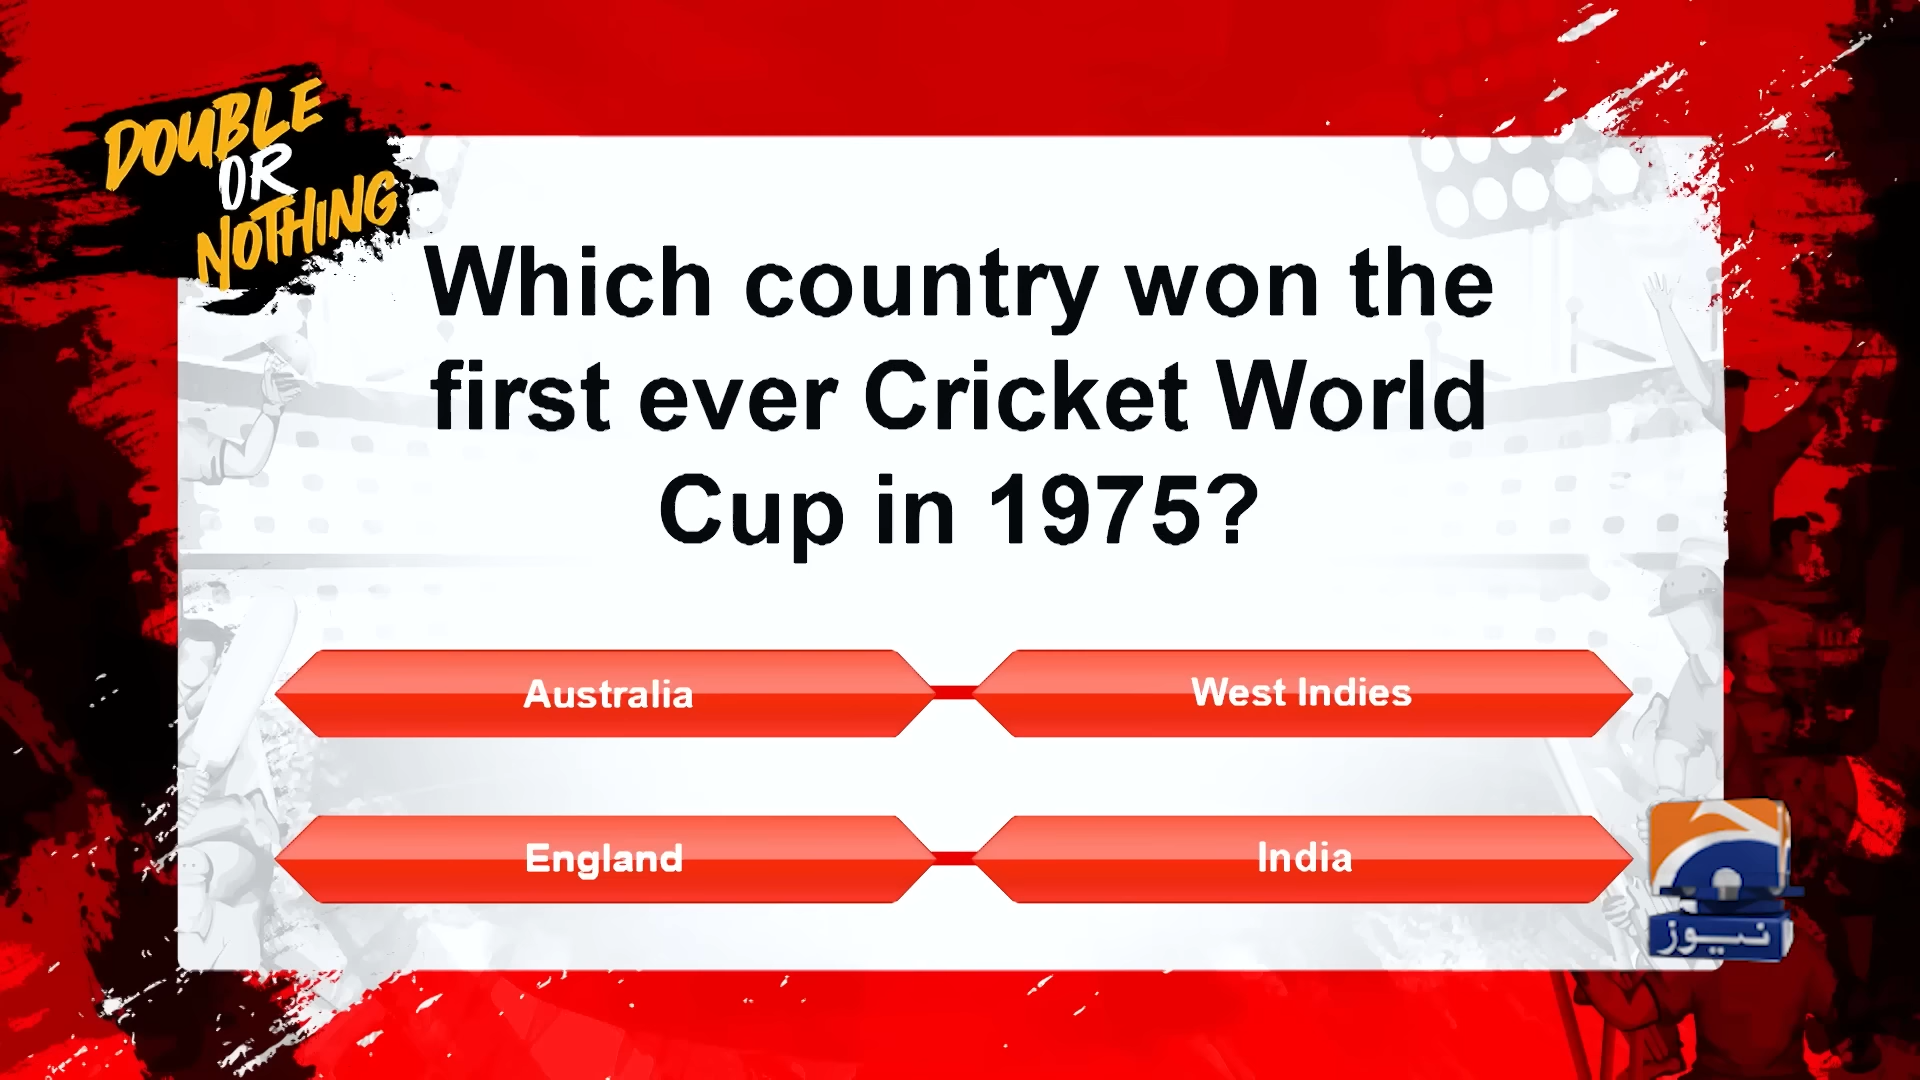 DOUBLE
OR
NOTHING
Which country won the
first ever Cricket World
Cup in 1975?
Australia
West Indies
England
India
نیوز